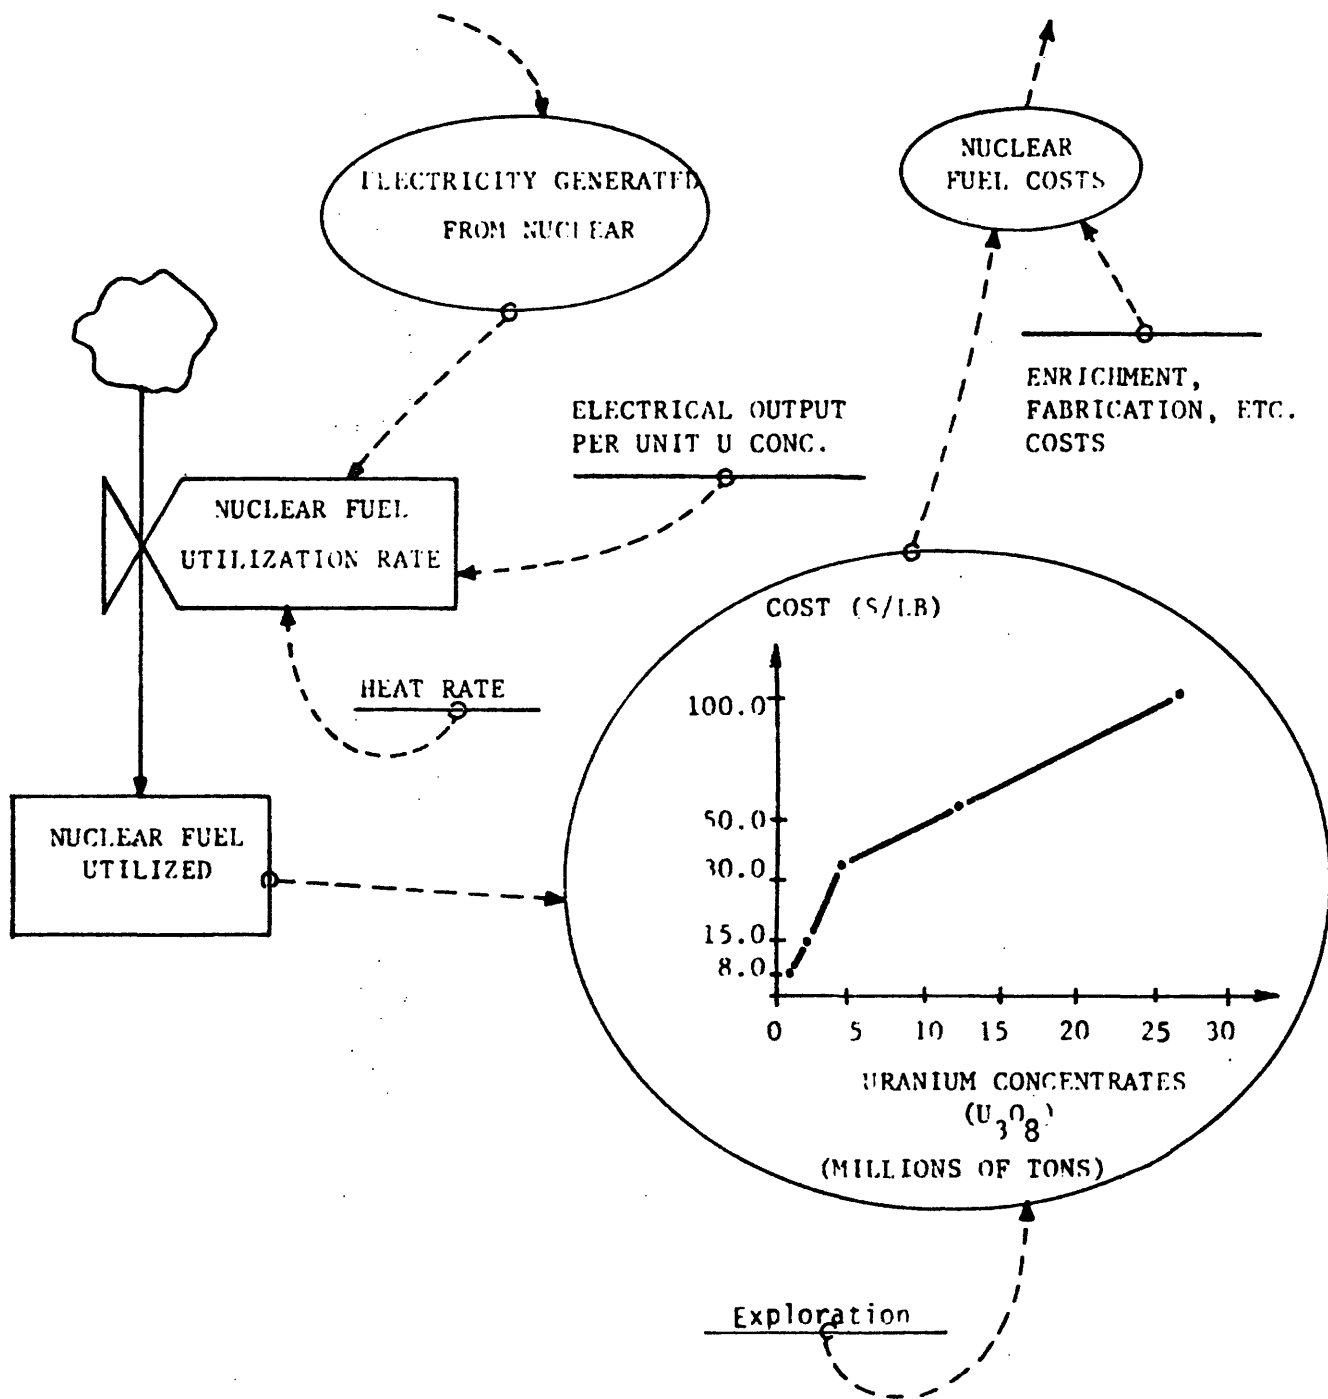 ELECTRICITY GENERATED
FROM NUCLEAR
NUCLEAR
FUEL COSTS
ENRICHMENT,
FABRICATION, ETC.
COSTS
ELECTRICAL OUTPUT
PER UNIT U CONC.
NUCLEAR FUEL
UTILIZATION RATE
HEAT RATE
NUCLEAR FUEL
UTILIZED
COST ($/LB)
100.0
50.0
30.0
15.0
8.0
0 5 10 15 20 25 30
URANIUM CONCENTRATES
(U3O8)
(MILLIONS OF TONS)
Exploration